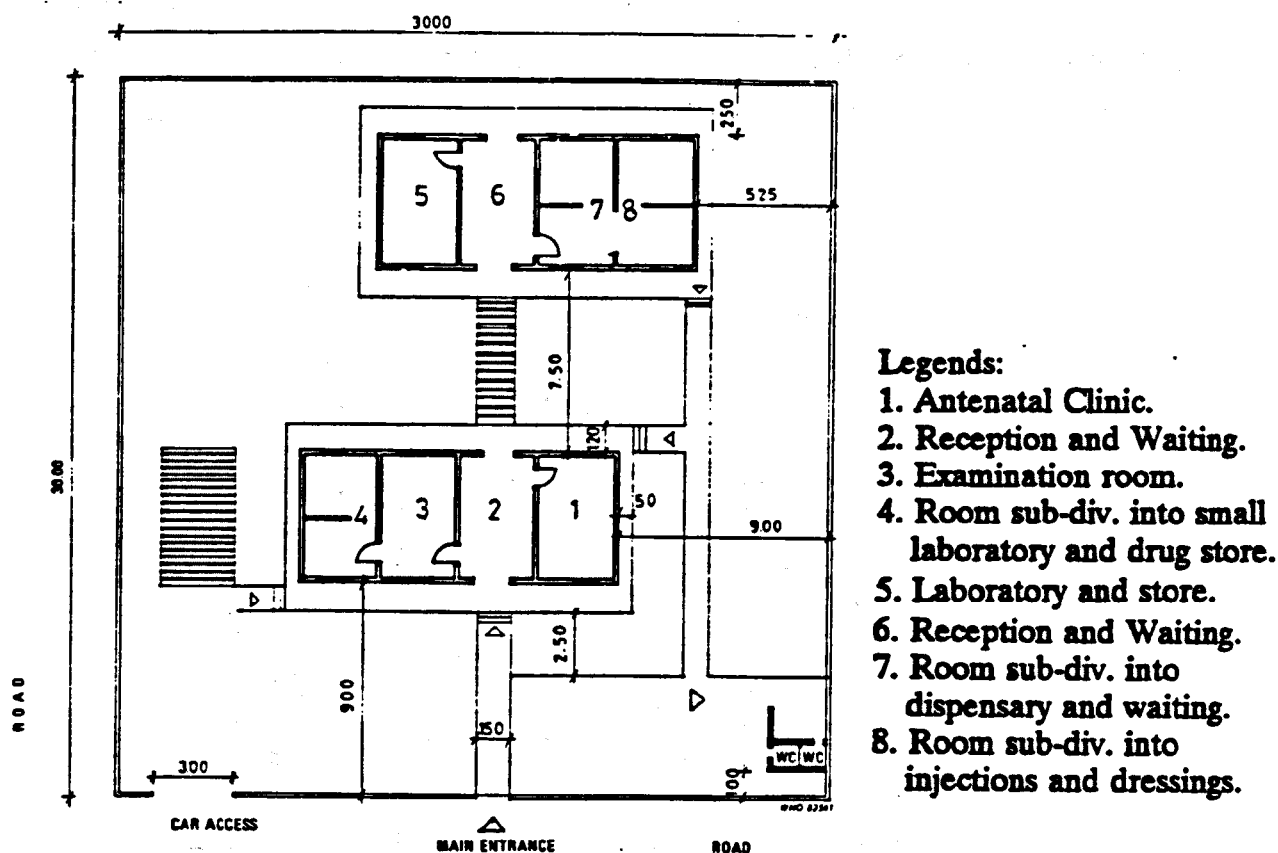 3000
250
5
6
7
8
525
7.50
3000
120
4
3
2
1
50
9.00
2.50
900
150
300
WC WC
100
ROAD
CAR ACCESS
MAIN ENTRANCE
ROAD
Legends:
1. Antenatal Clinic.
2. Reception and Waiting.
3. Examination room.
4. Room sub-div. into small
laboratory and drug store.
5. Laboratory and store.
6. Reception and Waiting.
7. Room sub-div. into
dispensary and waiting.
8. Room sub-div. into
injections and dressings.